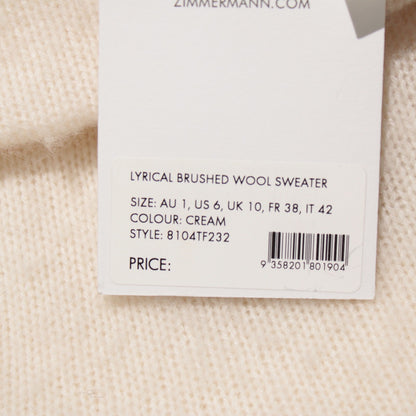 ZIMMERMANN.COM
LYRICAL BRUSHED WOOL SWEATER
SIZE: AU 1, US 6, UK 10, FR 38, IT 42
COLOUR: CREAM
STYLE: 8104TF232
PRICE:
9 358201 801904